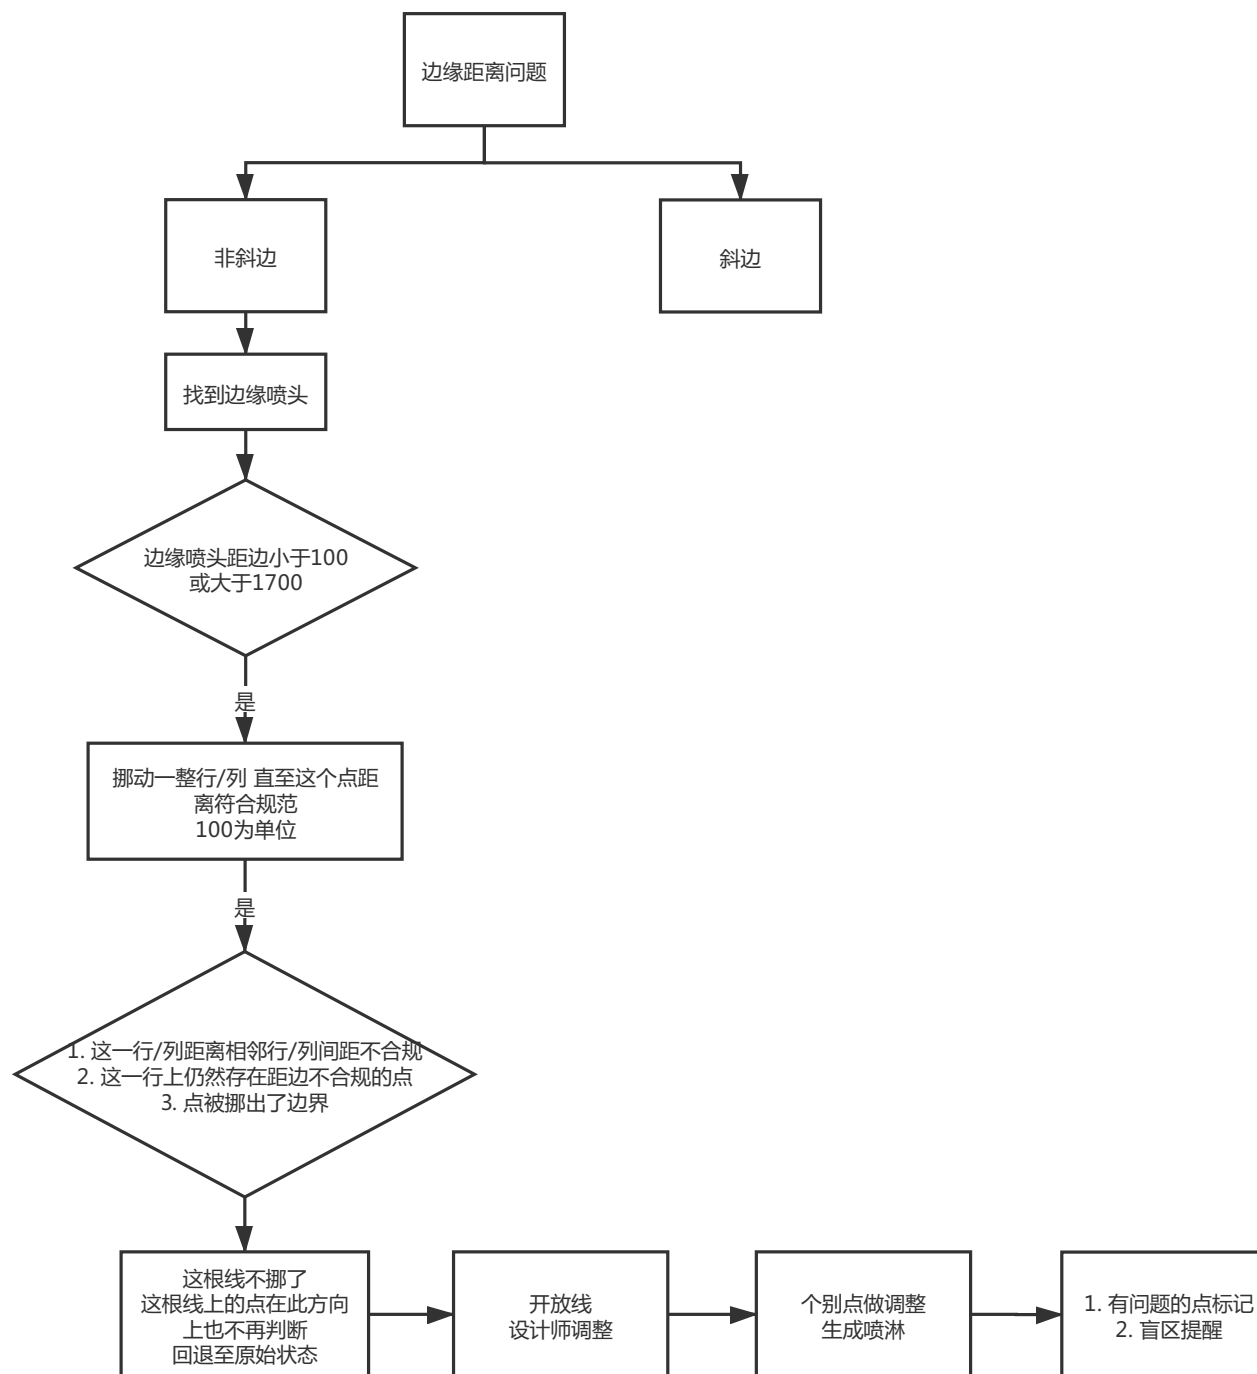 边缘距离问题
非斜边
斜边
找到边缘喷头
边缘喷头距边小于100
或大于1700
是
挪动一整行/列 直至这个点距
离符合规范
100为单位
是
1. 这一行/列距离相邻行/列间距不合规
2. 这一行上仍然存在距边不合规的点
3. 点被挪出了边界
这根线不挪了
这根线上的点在此方向
上也不再判断
回退至原始状态
开放线
设计师调整
个别点做调整
生成喷淋
1. 有问题的点标记
2. 盲区提醒